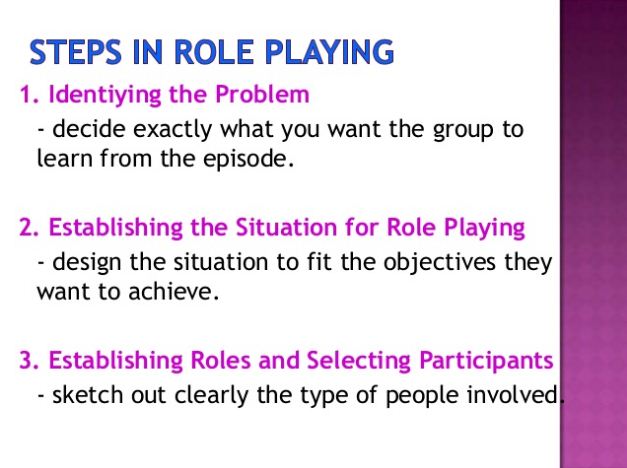 STEPS IN ROLE PLAYING
1. Identiying the Problem
- decide exactly what you want the group to
learn from the episode.
2. Establishing the Situation for Role Playing
- design the situation to fit the objectives they
want to achieve.
3. Establishing Roles and Selecting Participants
- sketch out clearly the type of people involved.